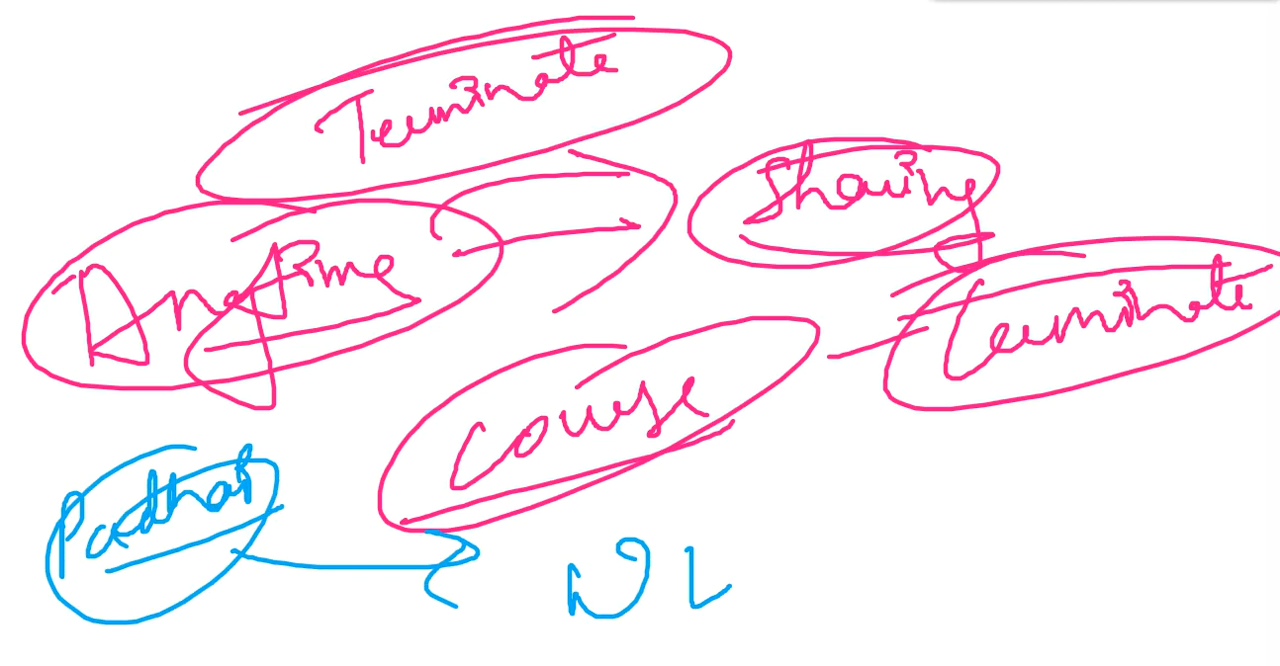 Terminate
Sharing
Anytime
Terminate
Course
Padhai